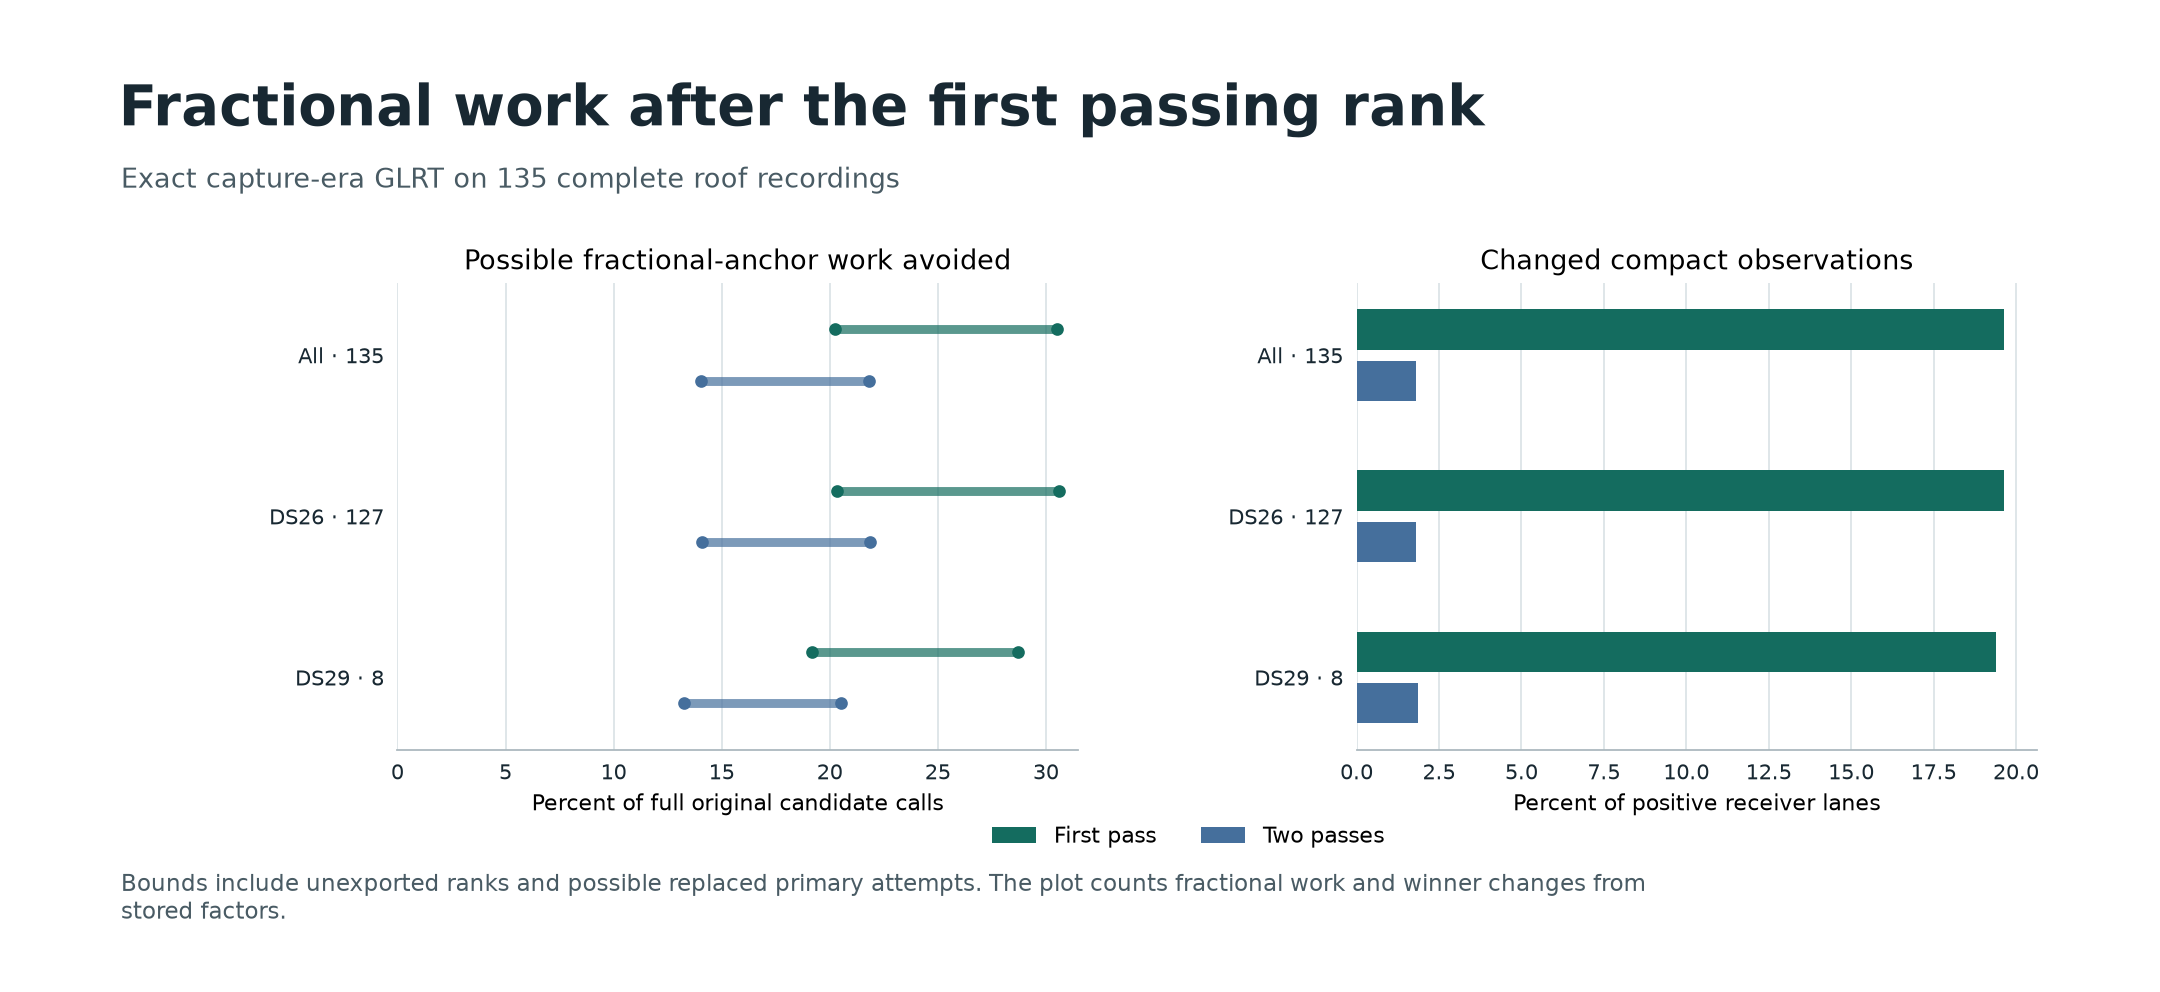 Fractional work after the first passing rank
Exact capture-era GLRT on 135 complete roof recordings
Possible fractional-anchor work avoided
All · 135
DS26 · 127
DS29 · 8
0 5 10 15 20 25 30
Percent of full original candidate calls
Changed compact observations
All · 135
DS26 · 127
DS29 · 8
0.0 2.5 5.0 7.5 10.0 12.5 15.0 17.5 20.0
Percent of positive receiver lanes
First pass Two passes
Bounds include unexported ranks and possible replaced primary attempts. The plot counts fractional work and winner changes from
stored factors.